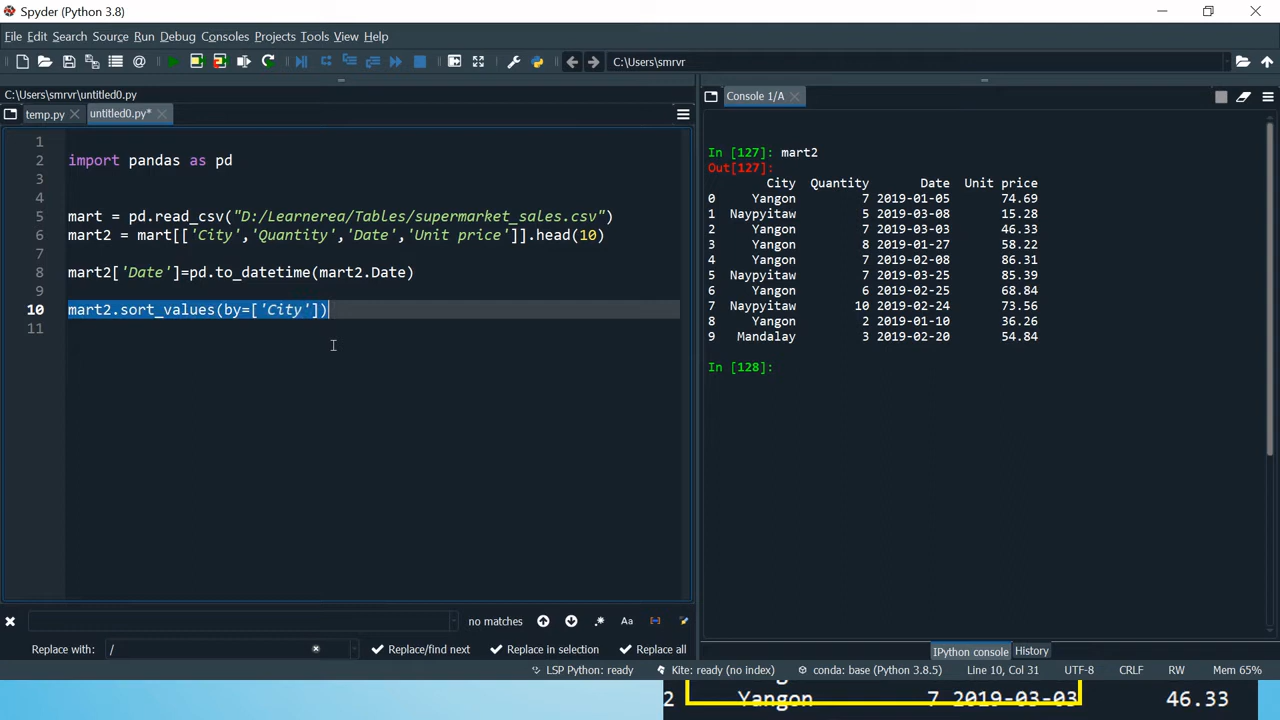 Spyder (Python 3.8)
File Edit Search Source Run Debug Consoles Projects Tools View Help
C:\Users\smrvr
C:\Users\smrvr\untitled0.py
temp.py untitled0.py*
1
2 import pandas as pd
3
4
5 mart = pd.read_csv("D:/Learnerea/Tables/supermarket_sales.csv")
6 mart2 = mart[['City','Quantity','Date','Unit price']].head(10)
7
8 mart2['Date']=pd.to_datetime(mart2.Date)
9
10 mart2.sort_values(by=['City'])
11
no matches
Aa
Replace with: / Replace/find next Replace in selection Replace all
Console 1/A
In [127]: mart2
Out[127]:
City Quantity Date Unit price
0 Yangon 7 2019-01-05 74.69
1 Naypyitaw 5 2019-03-08 15.28
2 Yangon 7 2019-03-03 46.33
3 Yangon 8 2019-01-27 58.22
4 Yangon 7 2019-02-08 86.31
5 Naypyitaw 7 2019-03-25 85.39
6 Yangon 6 2019-02-25 68.84
7 Naypyitaw 10 2019-02-24 73.56
8 Yangon 2 2019-01-10 36.26
9 Mandalay 3 2019-02-20 54.84
In [128]:
IPython console History
LSP Python: ready Kite: ready (no index) conda: base (Python 3.8.5) Line 10, Col 31 UTF-8 CRLF RW Mem 65%
2 Yangon 7 2019-03-03 46.33